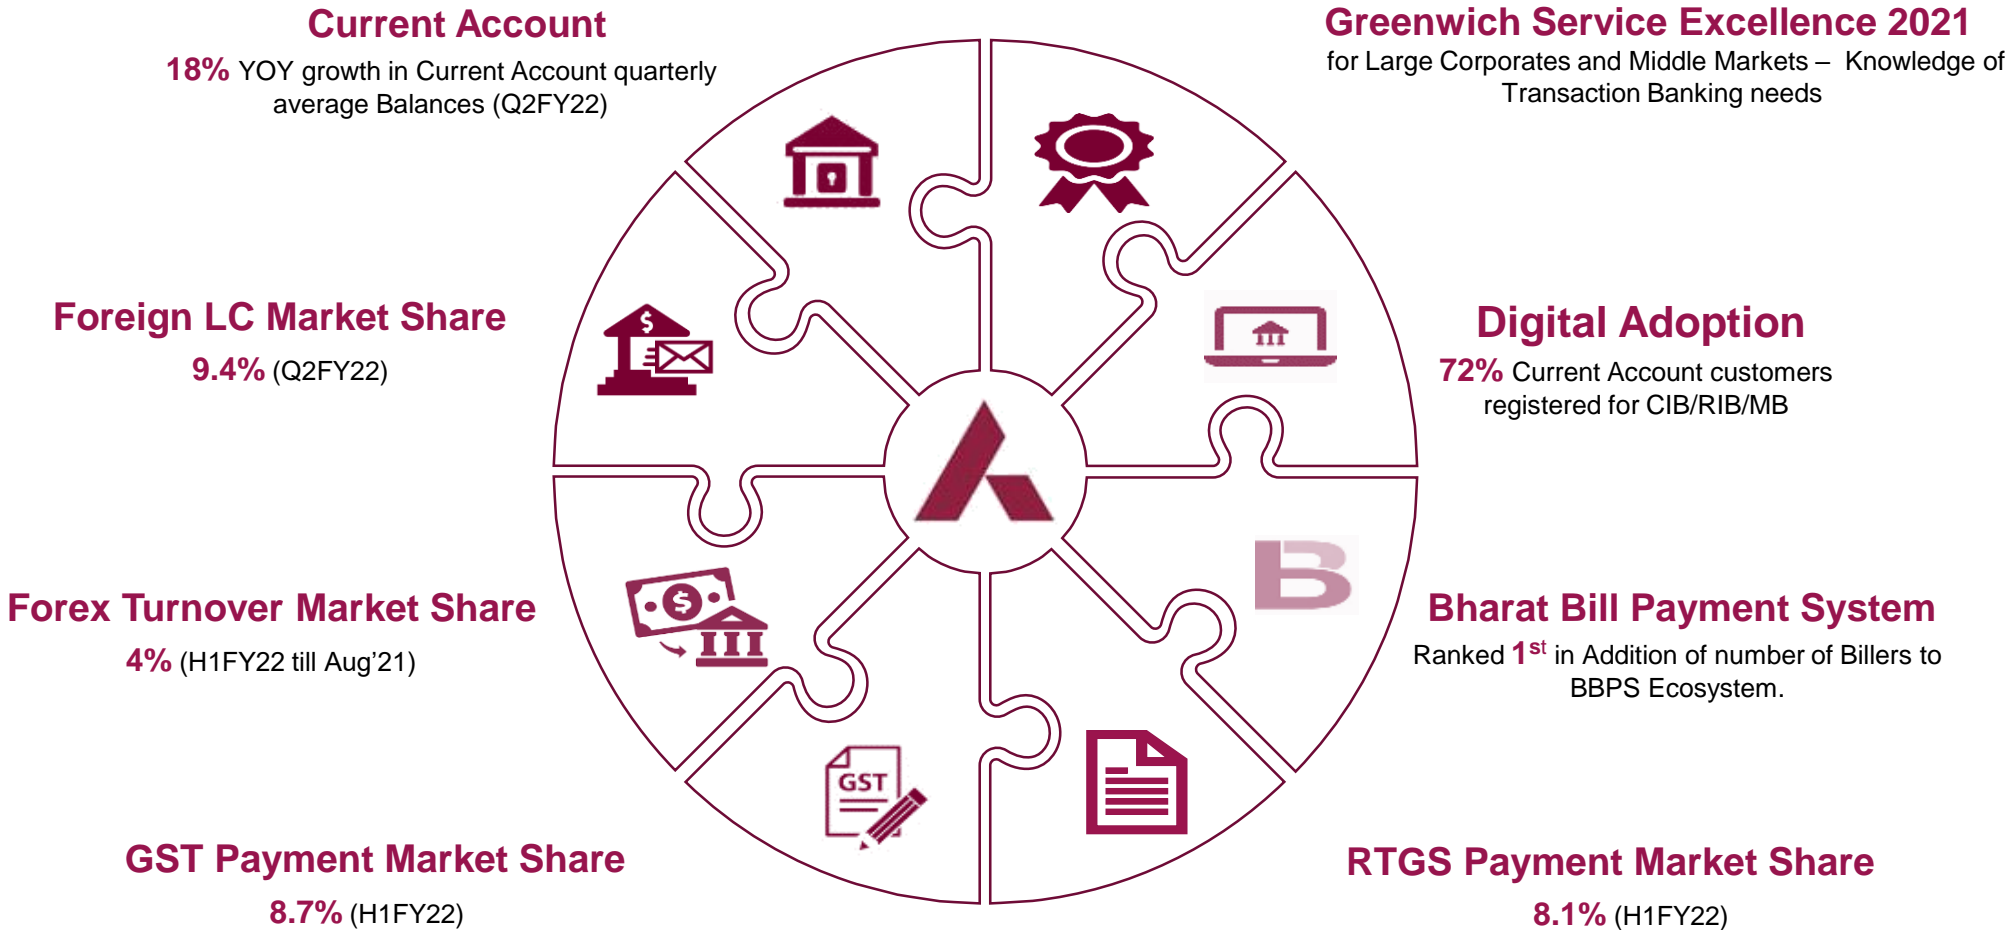 Current Account
18% YOY growth in Current Account quarterly
average Balances (Q2FY22)
Greenwich Service Excellence 2021
for Large Corporates and Middle Markets – Knowledge of
Transaction Banking needs
Foreign LC Market Share
9.4% (Q2FY22)
Digital Adoption
72% Current Account customers
registered for CIB/RIB/MB
Forex Turnover Market Share
4% (H1FY22 till Aug'21)
Bharat Bill Payment System
Ranked 1st in Addition of number of Billers to
BBPS Ecosystem.
GST Payment Market Share
8.7% (H1FY22)
RTGS Payment Market Share
8.1% (H1FY22)
$
$
B
GST